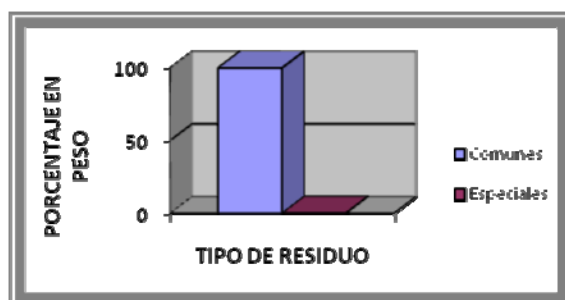 PORCENTAJE EN
PESO
100
50
0
TIPO DE RESIDUO
Comunes
Especiales